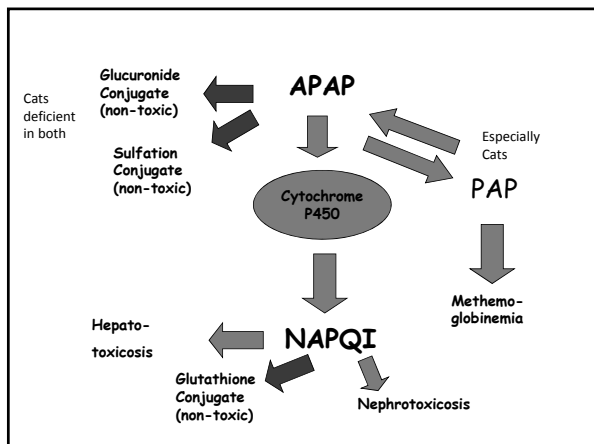 Cats
deficient
in both
Glucuronide
Conjugate
(non-toxic)
Sulfation
Conjugate
(non-toxic)
APAP
Especially
Cats
PAP
Cytochrome
P450
Methemo-
globinemia
Hepato-
toxicosis
NAPQI
Glutathione
Conjugate
(non-toxic)
Nephrotoxicosis